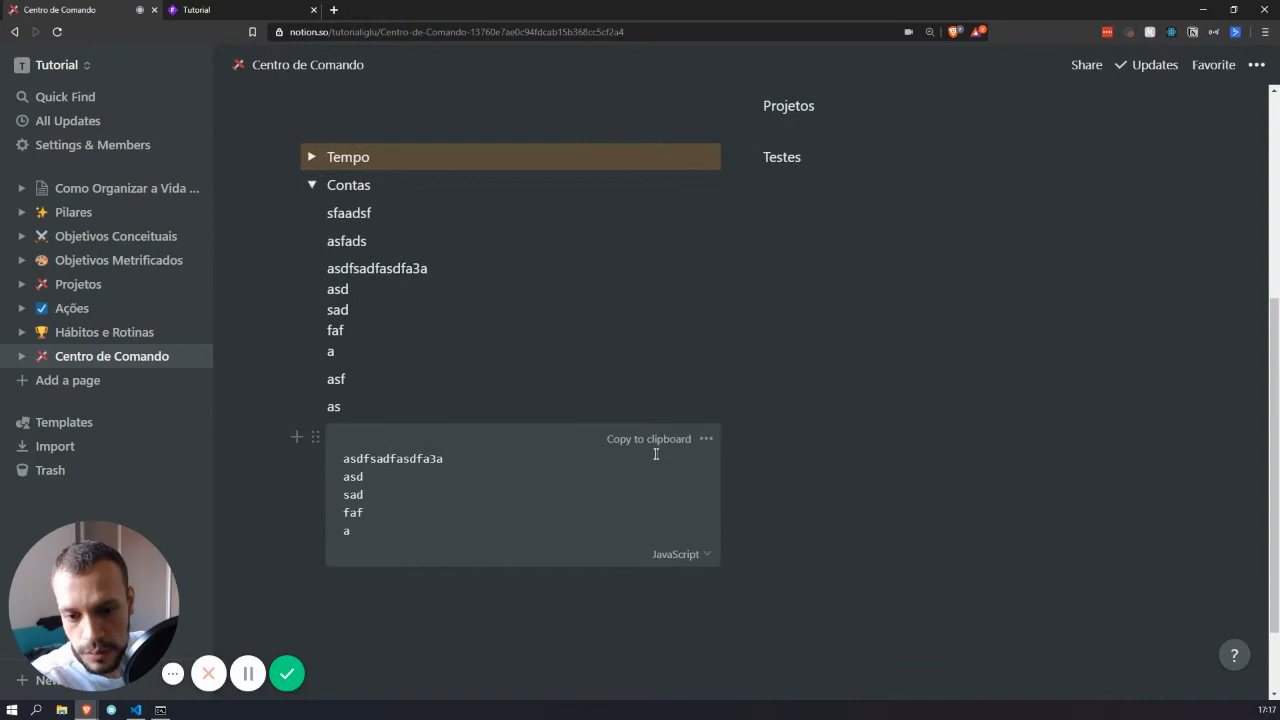 Centro de Comando
Tutorial
notion.so/tutorialiglu/Centro-de-Comando-13760e7ae0c94fdcab15b368cc5cf2a4
T Tutorial
Centro de Comando
Share
Updates
Favorite
Quick Find
All Updates
Settings & Members
Como Organizar a Vida ...
Pilares
Objetivos Conceituais
Objetivos Metrificados
Projetos
Ações
Hábitos e Rotinas
Centro de Comando
Add a page
Templates
Import
Trash
Projetos
Testes
Tempo
Contas
sfaadsf
asfads
asdfsadfasdfa3a
asd
sad
faf
a
asf
as
Copy to clipboard
asdfsadfasdfa3a
asd
sad
faf
a
JavaScript
?
17:17